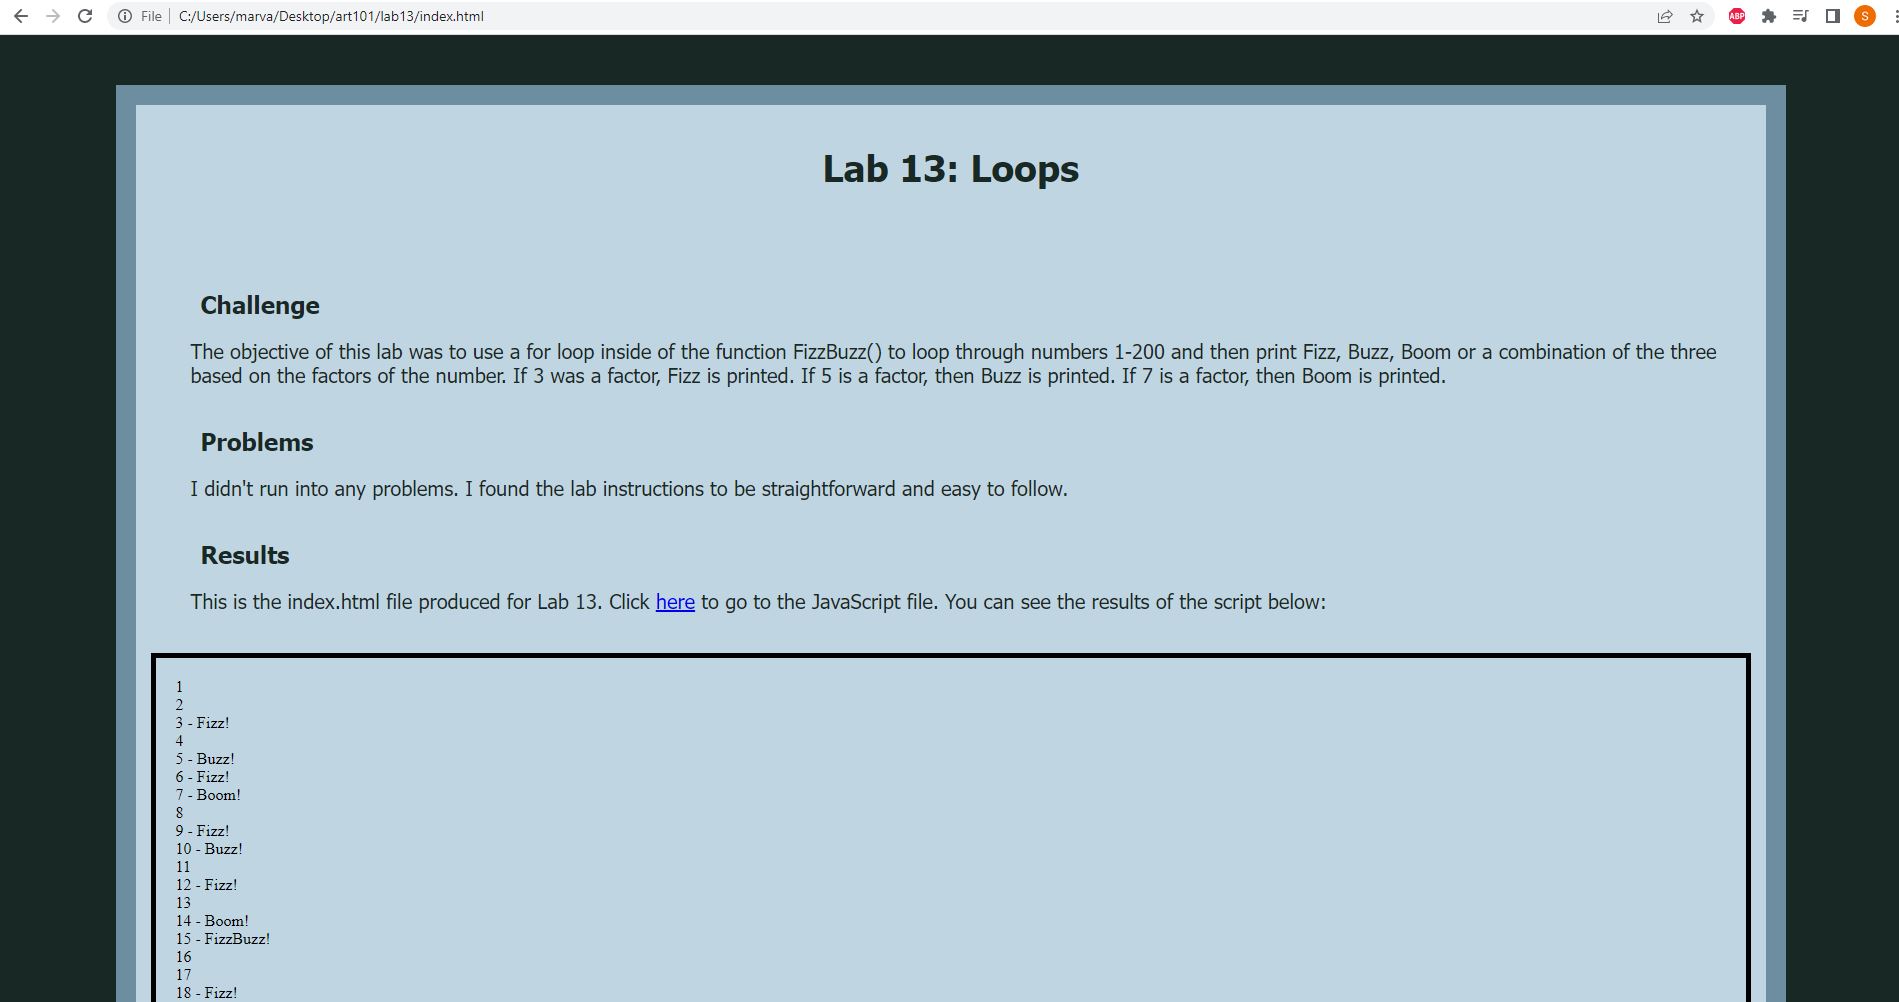 File
C:/Users/marva/Desktop/art101/lab13/index.html
ABP
S
Lab 13: Loops
Challenge
The objective of this lab was to use a for loop inside of the function FizzBuzz() to loop through numbers 1-200 and then print Fizz, Buzz, Boom or a combination of the three
based on the factors of the number. If 3 was a factor, Fizz is printed. If 5 is a factor, then Buzz is printed. If 7 is a factor, then Boom is printed.
Problems
I didn't run into any problems. I found the lab instructions to be straightforward and easy to follow.
Results
This is the index.html file produced for Lab 13. Click here to go to the JavaScript file. You can see the results of the script below:
1
2
3 - Fizz!
4
5 - Buzz!
6 - Fizz!
7 - Boom!
8
9 - Fizz!
10 - Buzz!
11
12 - Fizz!
13
14 - Boom!
15 - FizzBuzz!
16
17
18 - Fizz!